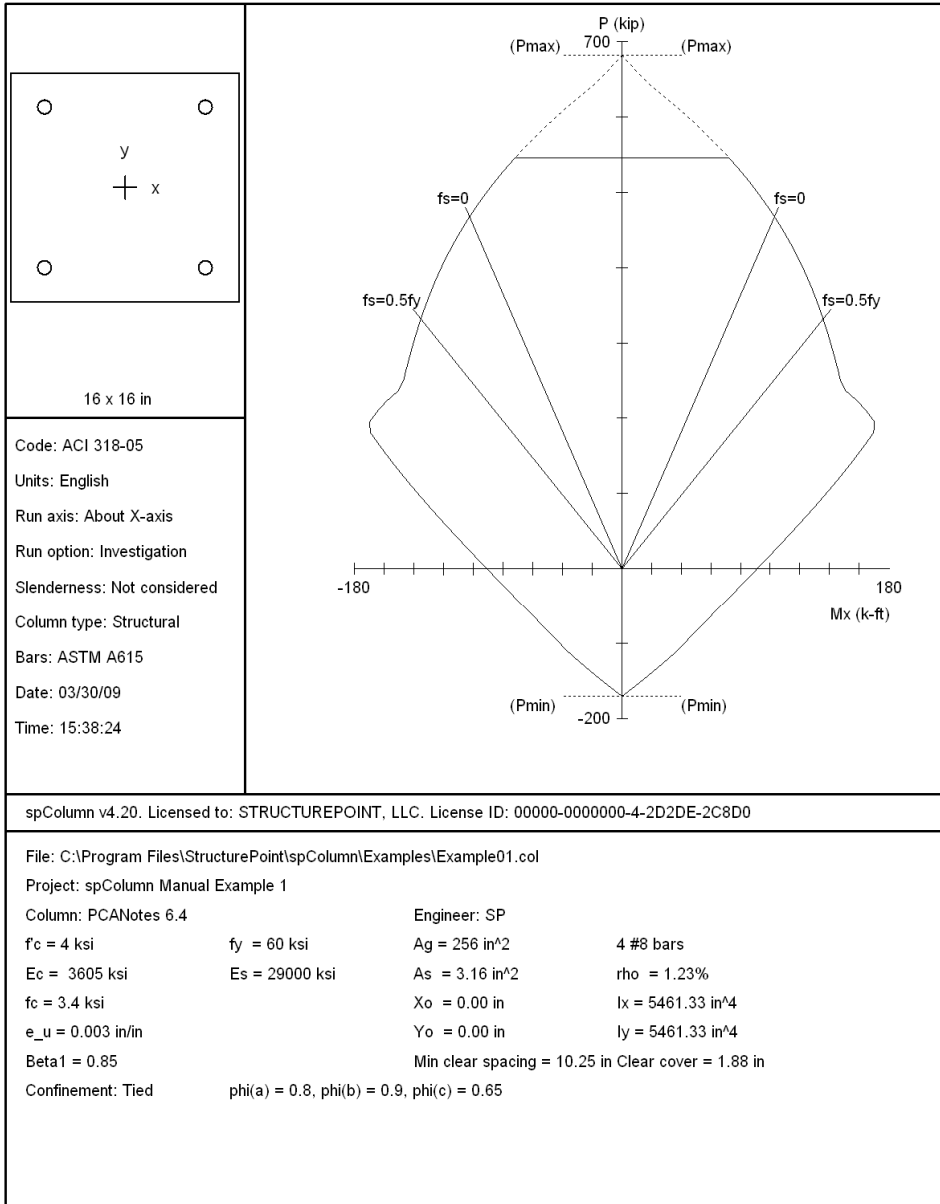 y
x
16 x 16 in
Code: ACI 318-05
Units: English
Run axis: About X-axis
Run option: Investigation
Slenderness: Not considered
Column type: Structural
Bars: ASTM A615
Date: 03/30/09
Time: 15:38:24
P (kip)
700
(Pmax) (Pmax)
fs=0 fs=0
fs=0.5fy fs=0.5fy
-180 180
Mx (k-ft)
(Pmin) (Pmin)
-200
spColumn v4.20. Licensed to: STRUCTUREPOINT, LLC. License ID: 00000-0000000-4-2D2DE-2C8D0
File: C:\Program Files\StructurePoint\spColumn\Examples\Example01.col
Project: spColumn Manual Example 1
Column: PCANotes 6.4 Engineer: SP
f'c = 4 ksi fy = 60 ksi Ag = 256 in^2 4 #8 bars
Ec = 3605 ksi Es = 29000 ksi As = 3.16 in^2 rho = 1.23%
fc = 3.4 ksi Xo = 0.00 in Ix = 5461.33 in^4
e_u = 0.003 in/in Yo = 0.00 in Iy = 5461.33 in^4
Beta1 = 0.85 Min clear spacing = 10.25 in Clear cover = 1.88 in
Confinement: Tied phi(a) = 0.8, phi(b) = 0.9, phi(c) = 0.65